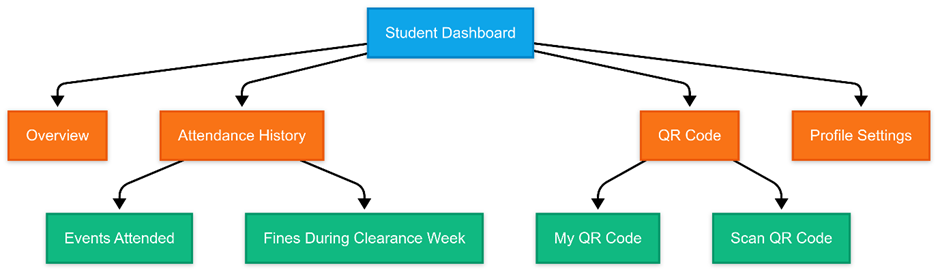 Student Dashboard
Overview
Attendance History
QR Code
Profile Settings
Events Attended
Fines During Clearance Week
My QR Code
Scan QR Code